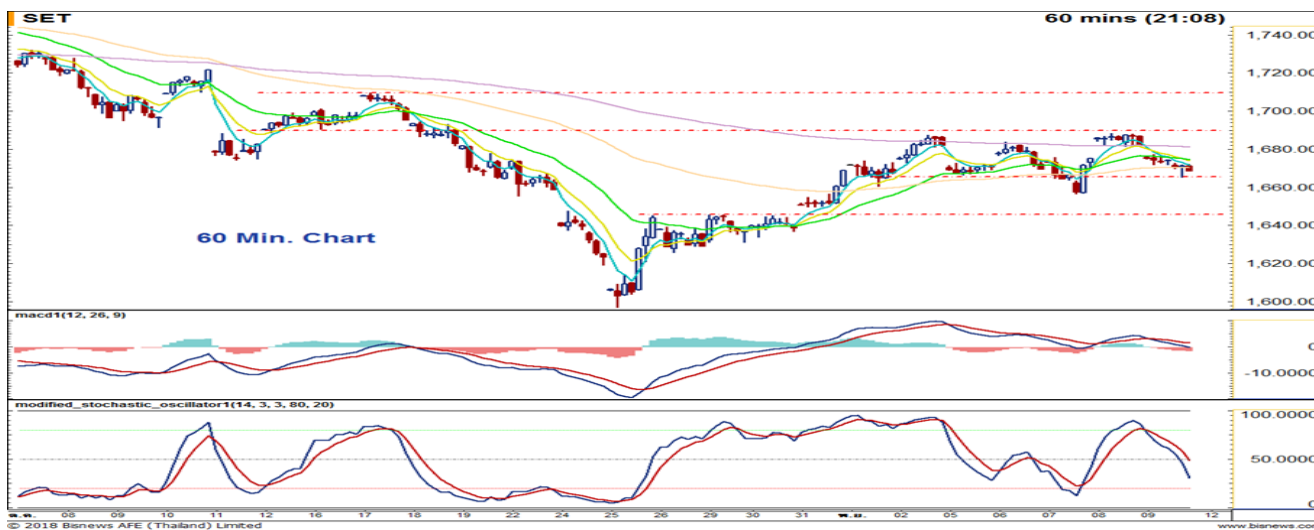 SET 60 mins (21:08)
1,740.00
1,720.00
1,700.00
1,680.00
1,660.00
1,640.00
1,620.00
1,600.00
60 Min. Chart
macd1(12, 26, 9)
0
-10.0000
modified_stochastic_oscillator1(14, 3, 3, 80, 20)
100.0000
50.0000
0
ต.ค. 08 09 10 11 12 16 17 18 19 22 24 25 26 29 30 31 พ.ย. 02 05 06 07 08 09 12
© 2018 Bisnews AFE (Thailand) Limited www.bisnews.co